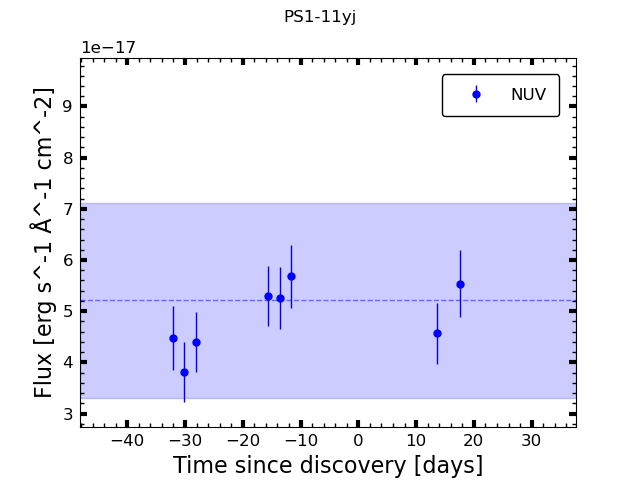 PS1-11yj
1e−17
NUV
9
8
7
6
5
4
3
Flux [erg s^-1 Å^-1 cm^-2]
−40 −30 −20 −10 0 10 20 30
Time since discovery [days]